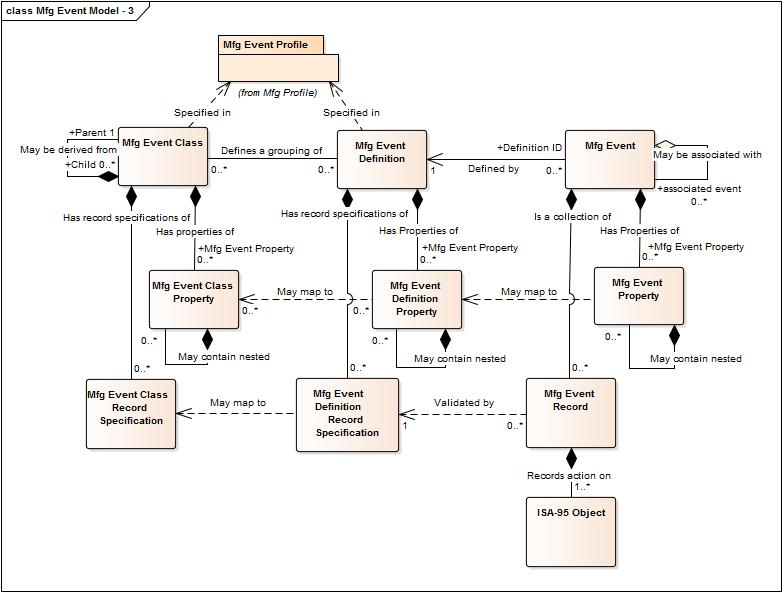 class Mfg Event Model - 3
Mfg Event Profile
(from Mfg Profile)
Specified in
Specified in
+Parent 1
May be derived from
+Child 0..*
Mfg Event Class
Defines a grouping of
0..*
0..*
Mfg Event
Definition
+Definition ID
1
Defined by
0..*
Mfg Event
May be associated with
+associated event
0..*
Has record specifications of
Has Properties of
+Mfg Event Property
0..*
Has record specifications of
Has Properties of
+Mfg Event Property
0..*
Is a collection of
Has Properties of
+Mfg Event Property
0..*
Mfg Event Class
Property
May map to
0..*
0..*
Mfg Event
Definition
Property
May map to
Mfg Event
Property
0..*
May contain nested
0..*
May contain nested
0..*
May contain nested
0..*
0..*
0..*
Mfg Event Class
Record
Specification
May map to
Mfg Event
Definition
Record
Specification
Validated by
1
0..*
Mfg Event
Record
Records action on
1..*
ISA-95 Object